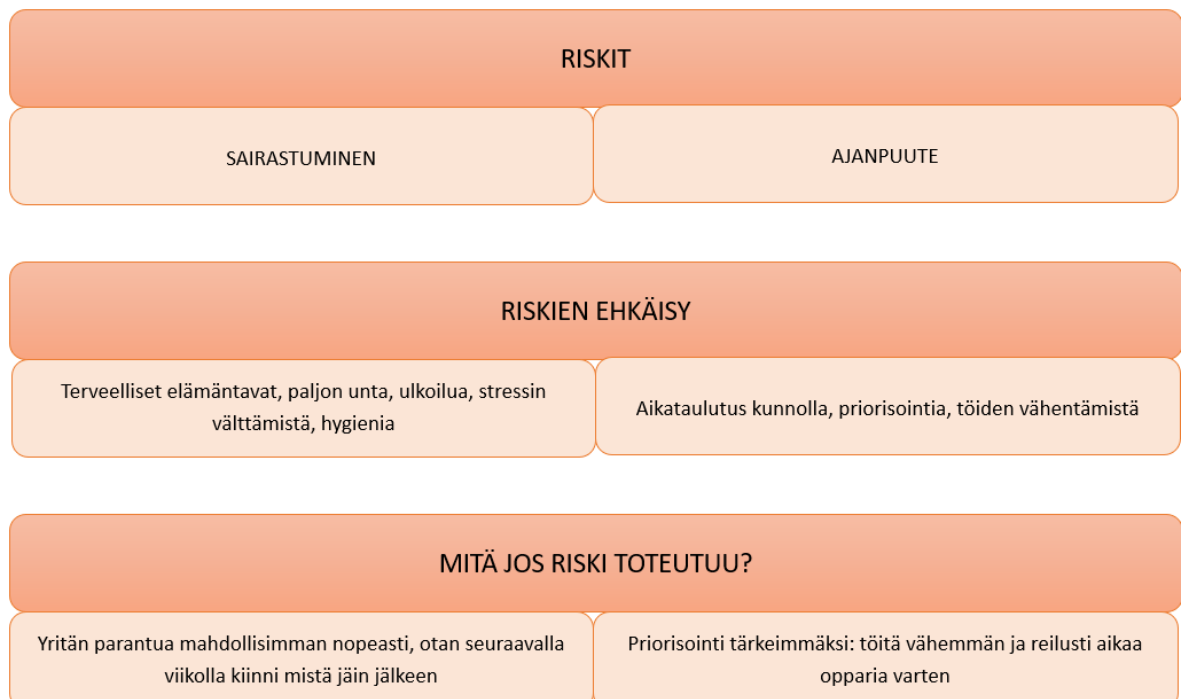 RISKIT
SAIRASTUMINEN
AJANPUUTE
RISKIEN EHKÄISY
Terveelliset elämäntavat, paljon unta, ulkoilua, stressin
välttämistä, hygienia
Aikataulutus kunnolla, priorisointia, töiden vähentämistä
MITÄ JOS RISKI TOTEUTUU?
Yritän parantua mahdollisimman nopeasti, otan seuraavalla
viikolla kiinni mistä jäin jälkeen
Priorisointi tärkeimmäksi: töitä vähemmän ja reilusti aikaa
opparia varten